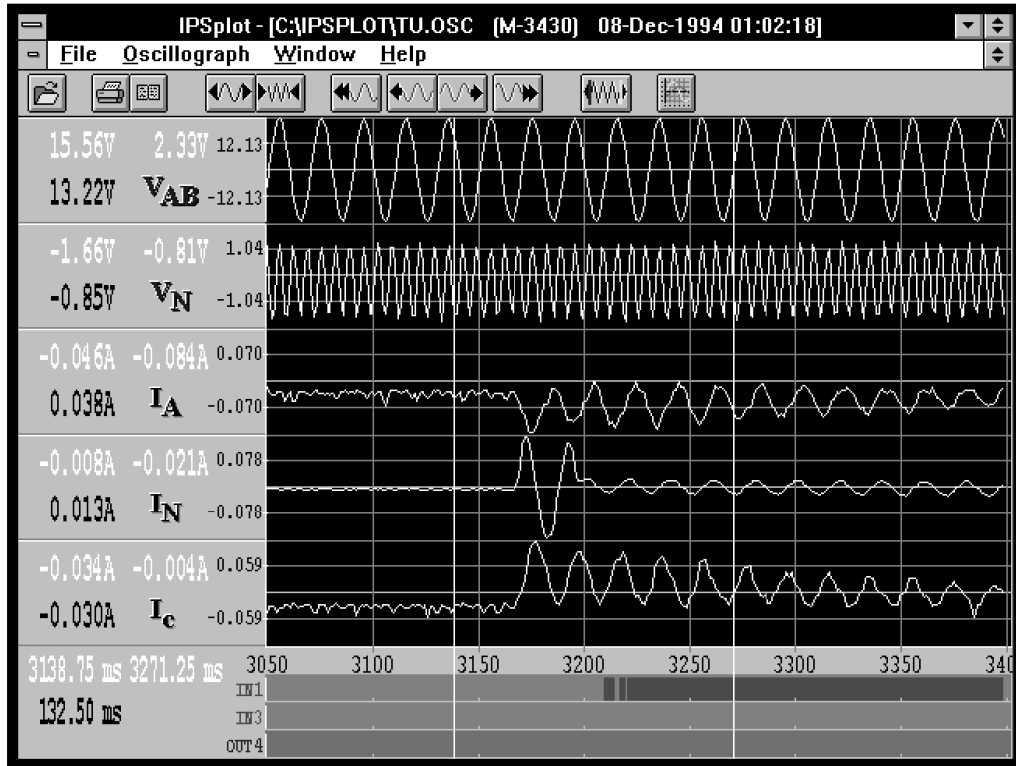 IPSplot - [C:\IPSPLOT\TU.OSC (M-3430) 08-Dec-1994 01:02:18]
File Oscillograph Window Help
15.56V 2.33V 12.13
13.22V VAB -12.13
-1.66V -0.81V 1.04
-0.85V VN -1.04
-0.046A -0.084A 0.070
0.038A IA -0.070
-0.008A -0.021A 0.078
0.013A IN -0.078
-0.034A -0.004A 0.059
-0.030A Ic -0.059
3138.75 ms 3271.25 ms 3050 3100 3150 3200 3250 3300 3350 340
IN1
132.50 ms IN3
OUT4